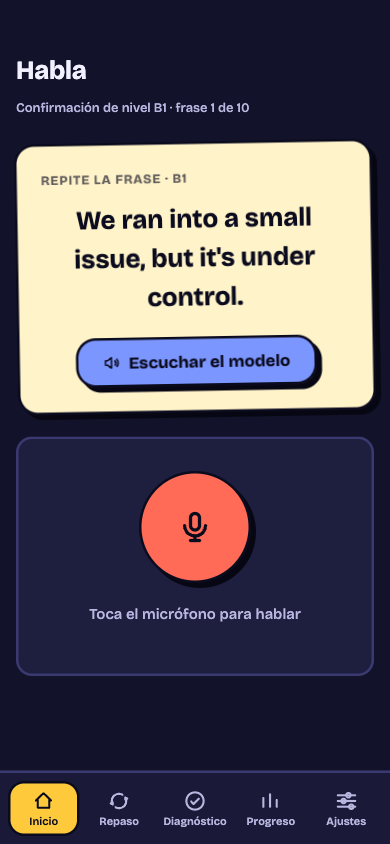 Habla
Confirmación de nivel B1 · frase 1 de 10
REPITE LA FRASE · B1
We ran into a small
issue, but it's under
control.
Escuchar el modelo
Toca el micrófono para hablar
Inicio
Repaso
Diagnóstico
Progreso
Ajustes